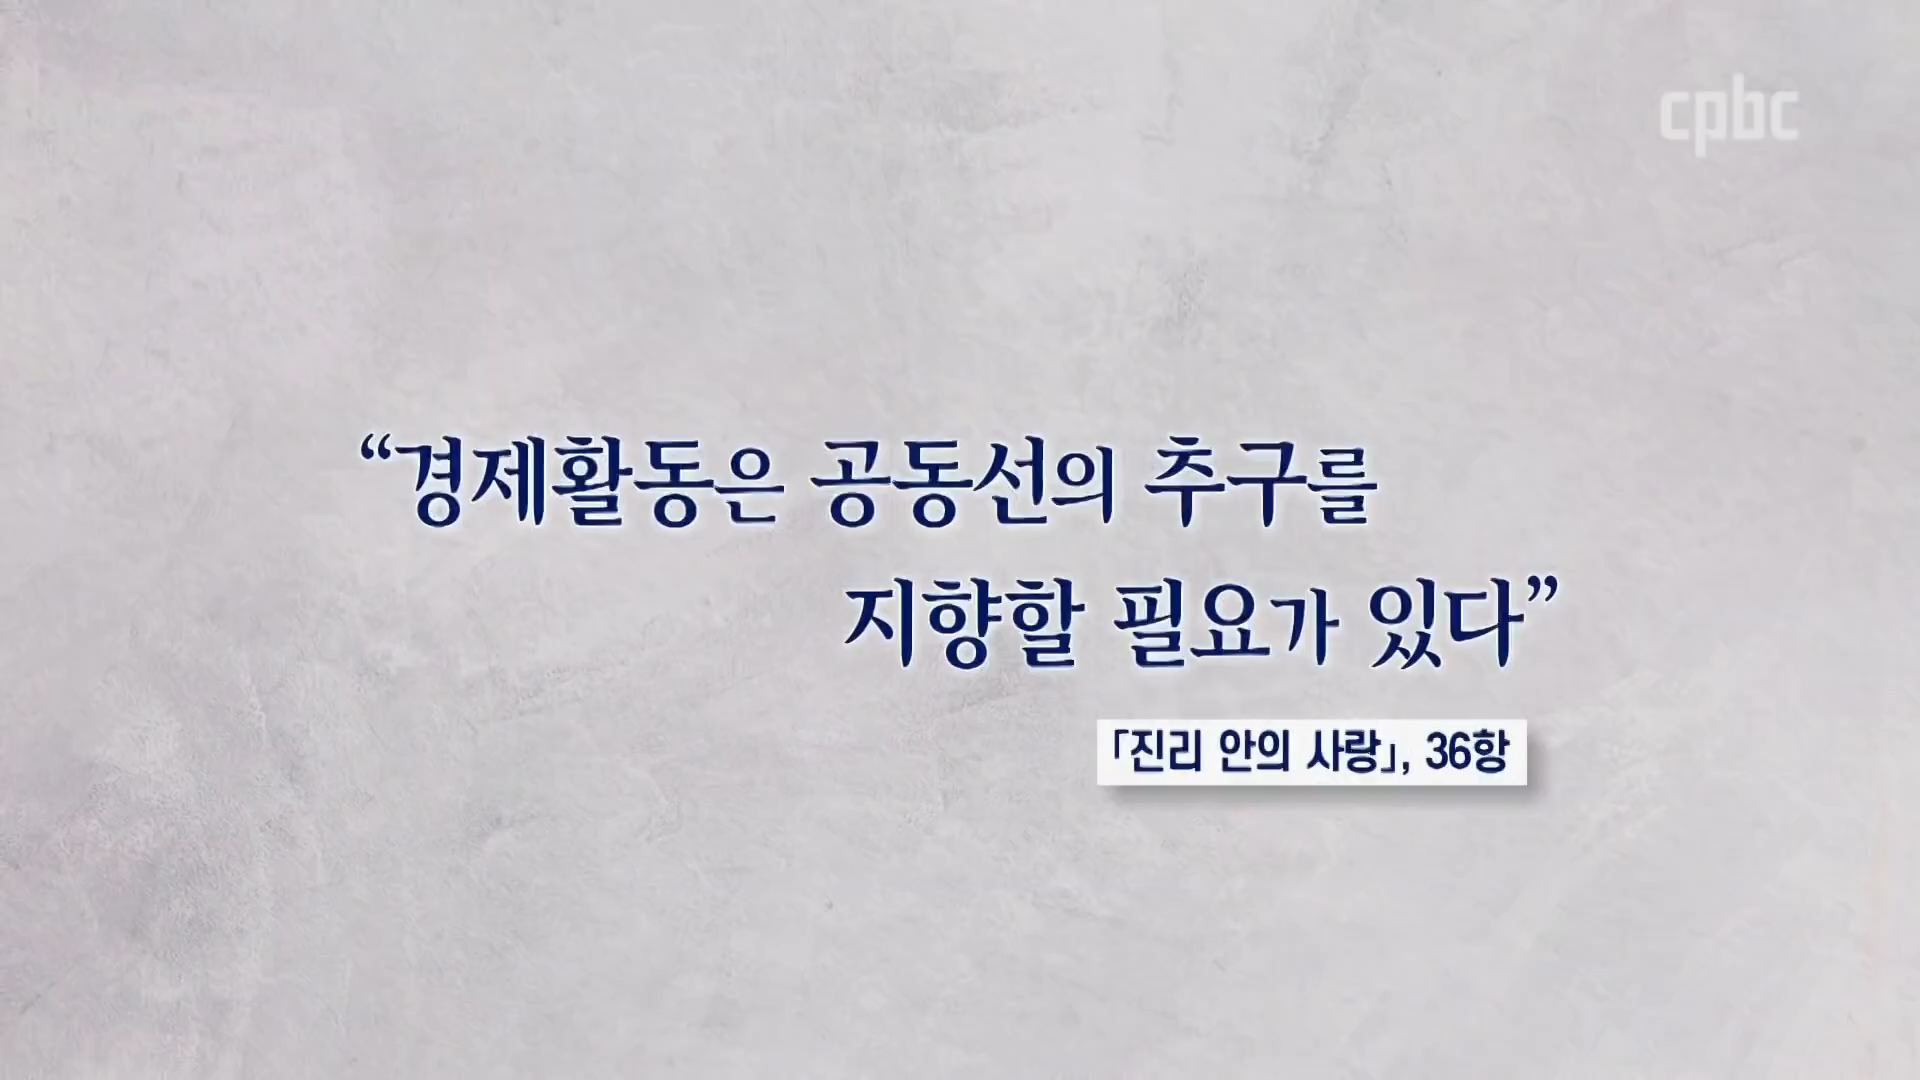 cpbc
“경제활동은 공동선의 추구를
지향할 필요가 있다”
「진리 안의 사랑」, 36항